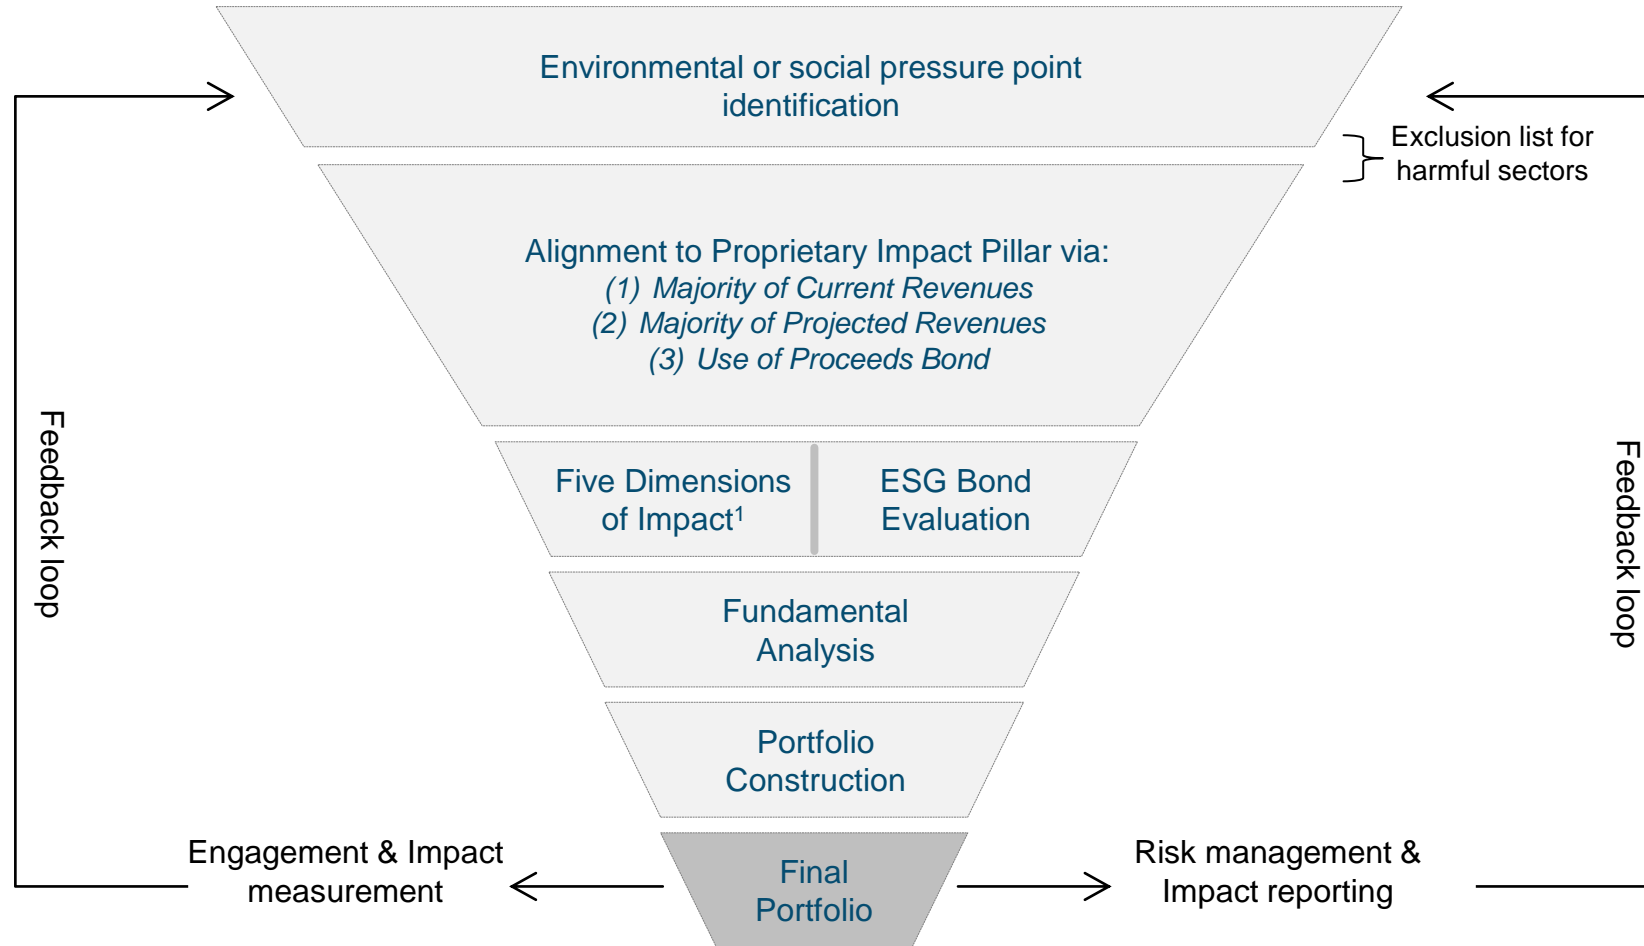 Environmental or social pressure point
identification
Exclusion list for
harmful sectors
Alignment to Proprietary Impact Pillar via:
(1) Majority of Current Revenues
(2) Majority of Projected Revenues
(3) Use of Proceeds Bond
Feedback loop
Feedback loop
Five Dimensions
of Impact¹
ESG Bond
Evaluation
Fundamental
Analysis
Portfolio
Construction
Engagement & Impact
measurement
Final
Portfolio
Risk management &
Impact reporting